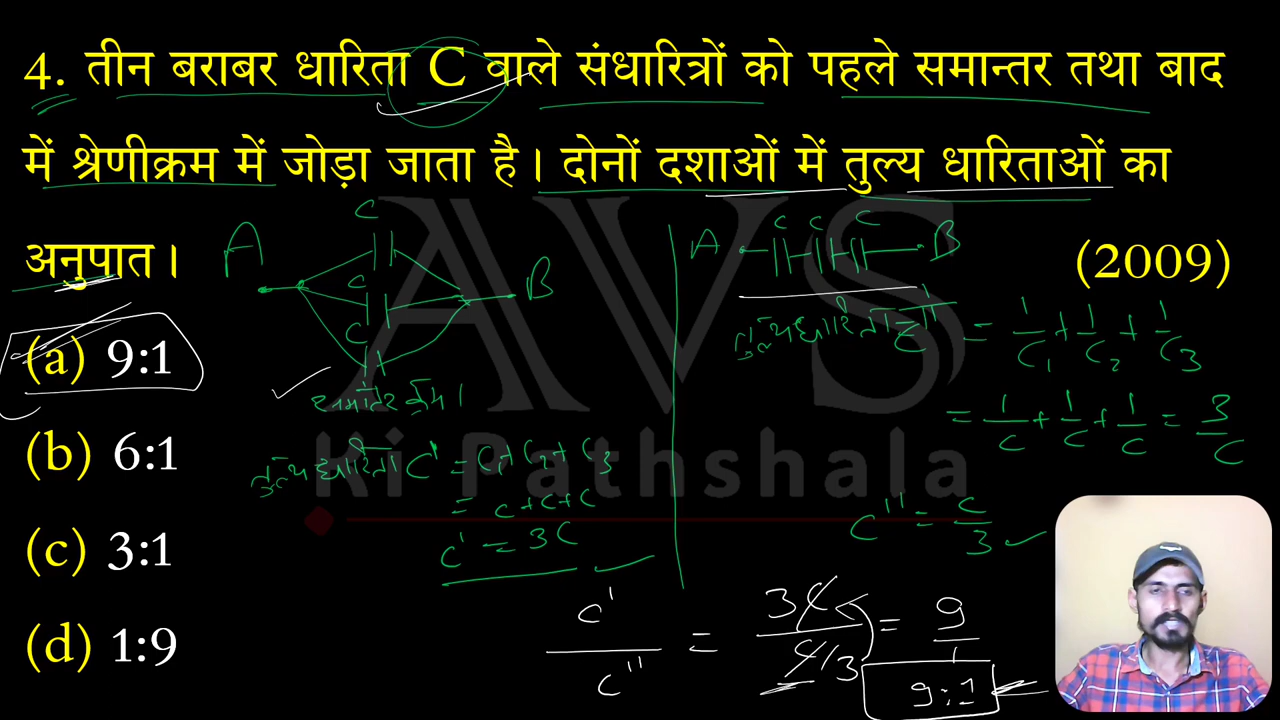 4. तीन बराबर धारिता C वाले संधारित्रों को पहले समान्तर तथा बाद
में श्रेणीक्रम में जोड़ा जाता है। दोनों दशाओं में तुल्य धारिताओं का
अनुपात। (2009)
(a) 9:1
(b) 6:1
(c) 3:1
(d) 1:9
A
C
C
C
B
समांतर क्रम।
तुल्य धारिता C' = C₁ + C₂ + C₃
= C + C + C
C' = 3C
A
C C C
B
तुल्य धारिता 1/C'' = 1/C₁ + 1/C₂ + 1/C₃
= 1/C + 1/C + 1/C = 3/C
C'' = C/3
C'/C'' = 3C/C/3 = 9/1
9:1
AVS
Ki Pathshala